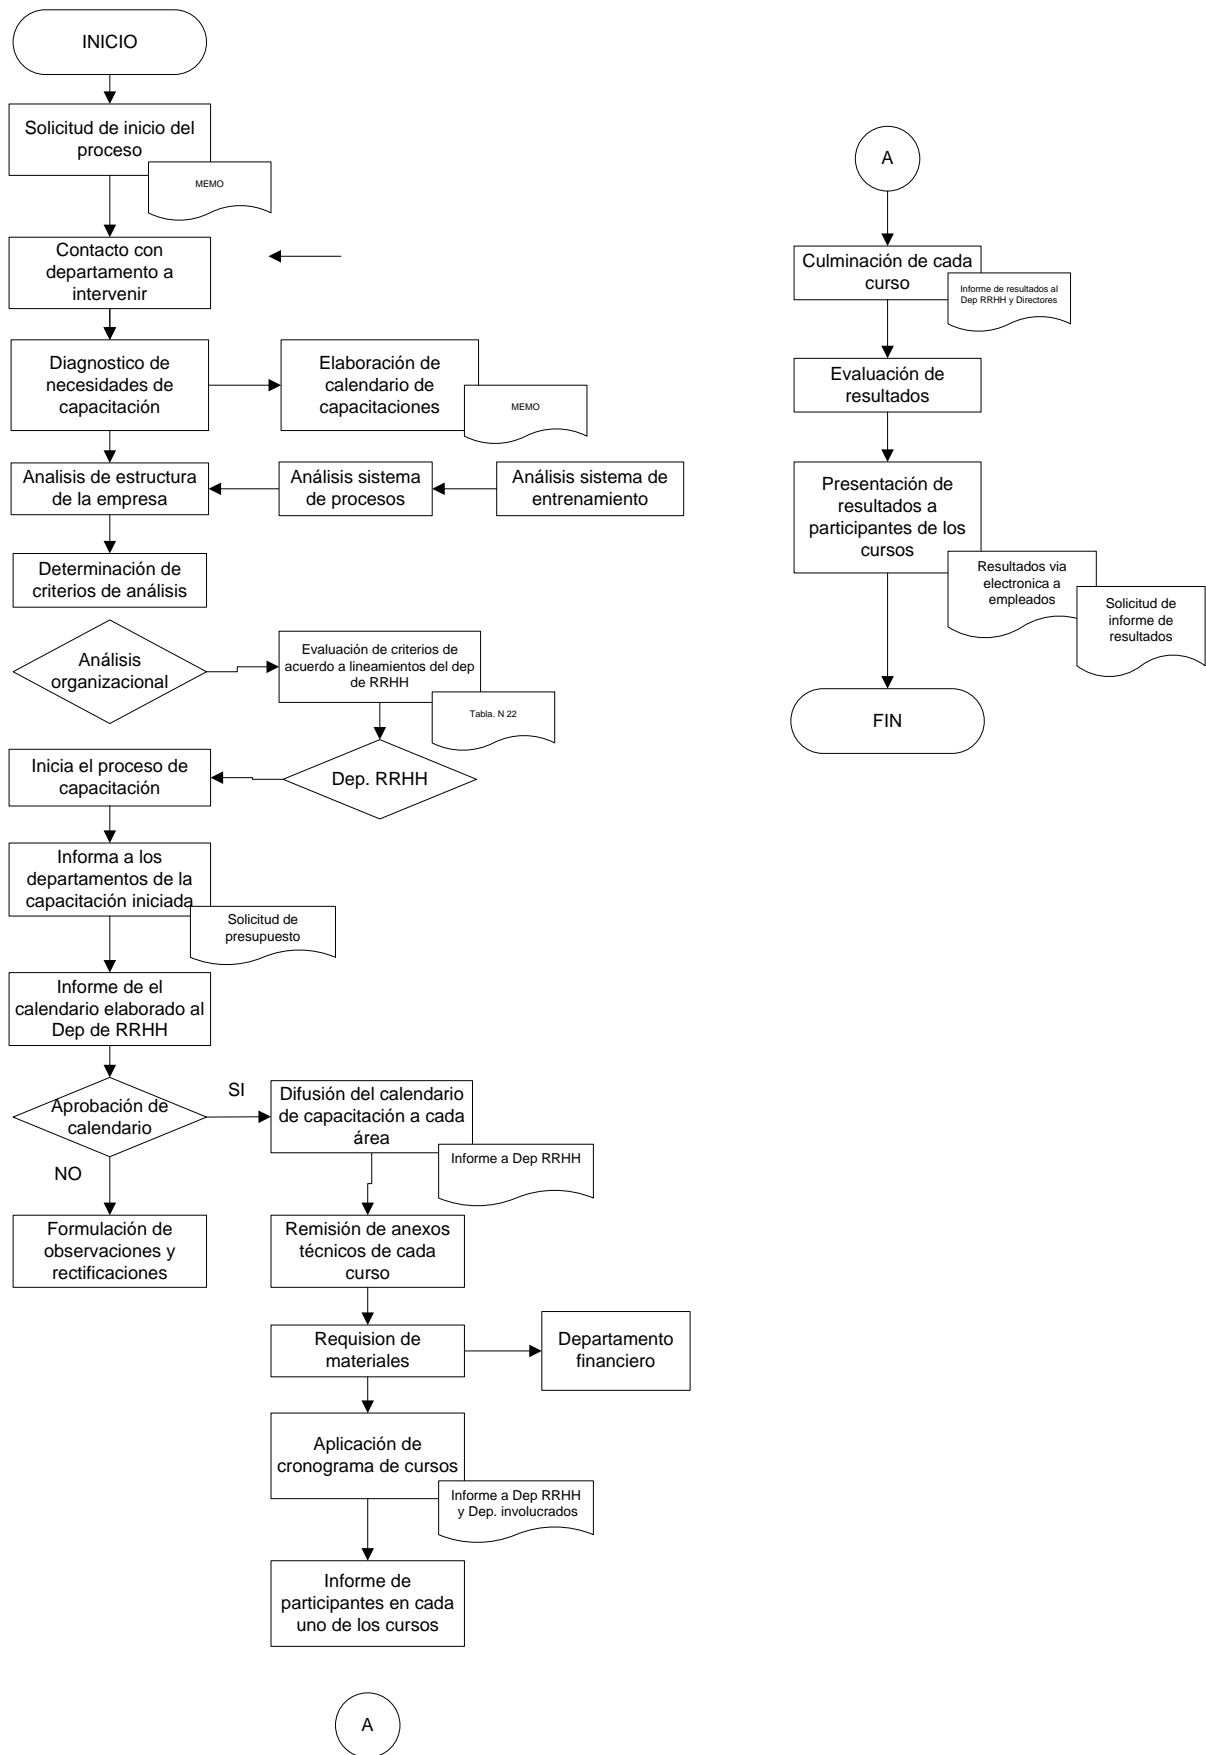 INICIO
Solicitud de inicio del
proceso
MEMO
Contacto con
departamento a
intervenir
Diagnostico de
necesidades de
capacitación
Elaboración de
calendario de
capacitaciones
MEMO
Analisis de estructura
de la empresa
Análisis sistema
de procesos
Análisis sistema de
entrenamiento
Determinación de
criterios de análisis
Análisis
organizacional
Evaluación de criterios de
acuerdo a lineamientos del dep
de RRHH
Tabla. N 22
Dep. RRHH
Inicia el proceso de
capacitación
Informa a los
departamentos de la
capacitación iniciada
Solicitud de
presupuesto
Informe de el
calendario elaborado al
Dep de RRHH
Aprobación de
calendario
SI
NO
Difusión del calendario
de capacitación a cada
área
Informe a Dep RRHH
Formulación de
observaciones y
rectificaciones
Remisión de anexos
técnicos de cada
curso
Requision de
materiales
Departamento
financiero
Aplicación de
cronograma de cursos
Informe a Dep RRHH
y Dep. involucrados
Informe de
participantes en cada
uno de los cursos
A
A
Culminación de cada
curso
Informe de resultados al
Dep RRHH y Directores
Evaluación de
resultados
Presentación de
resultados a
participantes de los
cursos
Resultados via
electronica a
empleados
Solicitud de
informe de
resultados
FIN